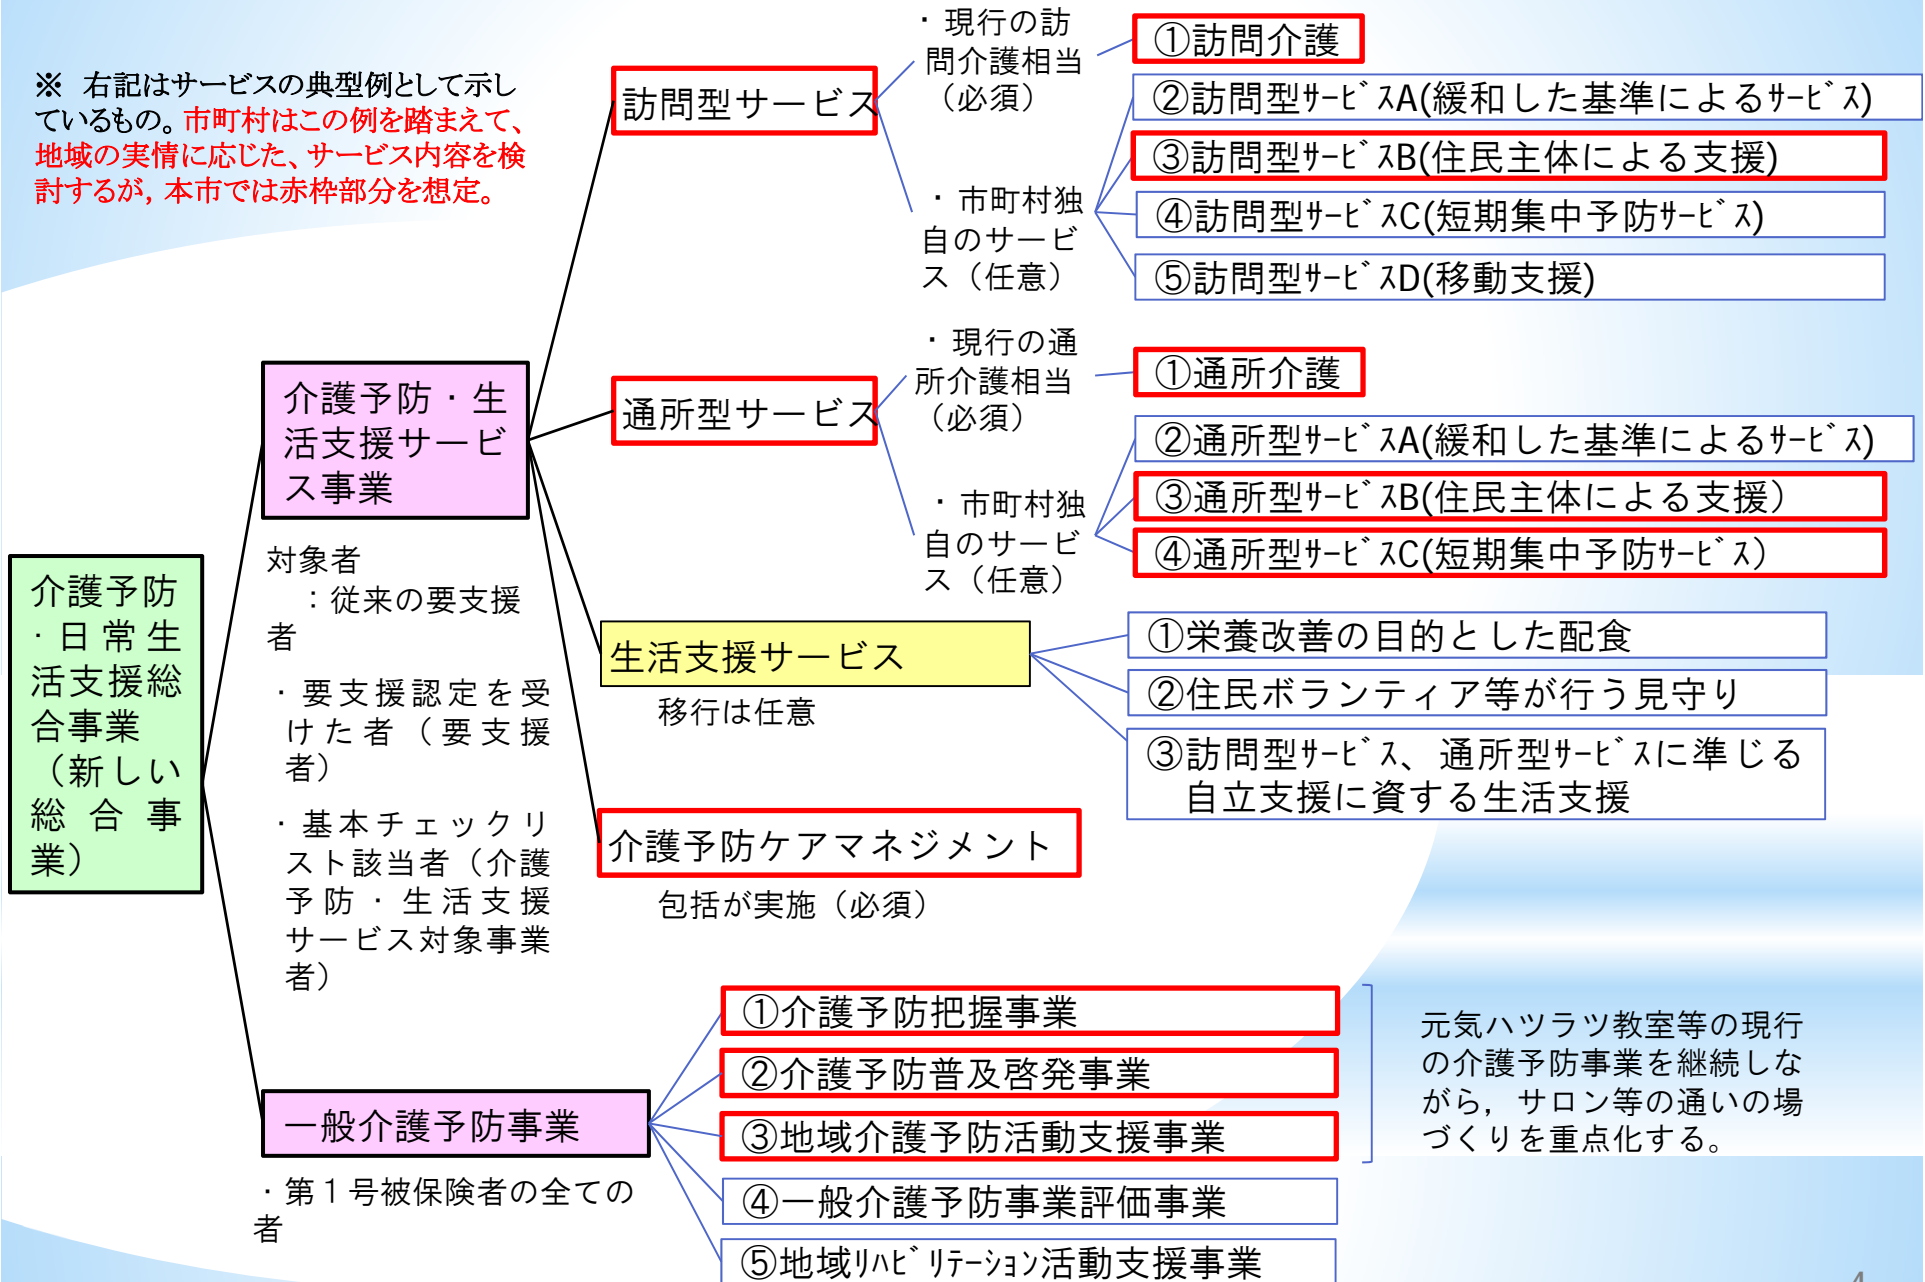 ※ 右記はサービスの典型例として示し
ているもの。市町村はこの例を踏まえて、
地域の実情に応じた、サービス内容を検
討するが，本市では赤枠部分を想定。
介護予防
・日常生
活支援総
合事業
（新しい
総合事
業）
介護予防・生
活支援サービ
ス事業
対象者
：従来の要支援
者
・要支援認定を受
けた者（要支援
者）
・基本チェックリ
スト該当者（介護
予防・生活支援
サービス対象事業
者）
訪問型サービス
・現行の訪
問介護相当
（必須）
①訪問介護
・市町村独
自のサービ
ス（任意）
②訪問型ｻｰﾋﾞｽA(緩和した基準によるｻｰﾋﾞｽ)
③訪問型ｻｰﾋﾞｽB(住民主体による支援)
④訪問型ｻｰﾋﾞｽC(短期集中予防ｻｰﾋﾞｽ)
⑤訪問型ｻｰﾋﾞｽD(移動支援)
通所型サービス
・現行の通
所介護相当
（必須）
①通所介護
・市町村独
自のサービ
ス（任意）
②通所型ｻｰﾋﾞｽA(緩和した基準によるｻｰﾋﾞｽ)
③通所型ｻｰﾋﾞｽB(住民主体による支援）
④通所型ｻｰﾋﾞｽC(短期集中予防ｻｰﾋﾞｽ）
生活支援サービス
移行は任意
①栄養改善の目的とした配食
②住民ボランティア等が行う見守り
③訪問型ｻｰﾋﾞｽ、通所型ｻｰﾋﾞｽに準じる
自立支援に資する生活支援
介護予防ケアマネジメント
包括が実施（必須）
一般介護予防事業
・第１号被保険者の全ての
者
①介護予防把握事業
②介護予防普及啓発事業
③地域介護予防活動支援事業
④一般介護予防事業評価事業
⑤地域ﾘﾊﾋﾞﾘﾃｰｼｮﾝ活動支援事業
元気ハツラツ教室等の現行
の介護予防事業を継続しな
がら，サロン等の通いの場
づくりを重点化する。
4